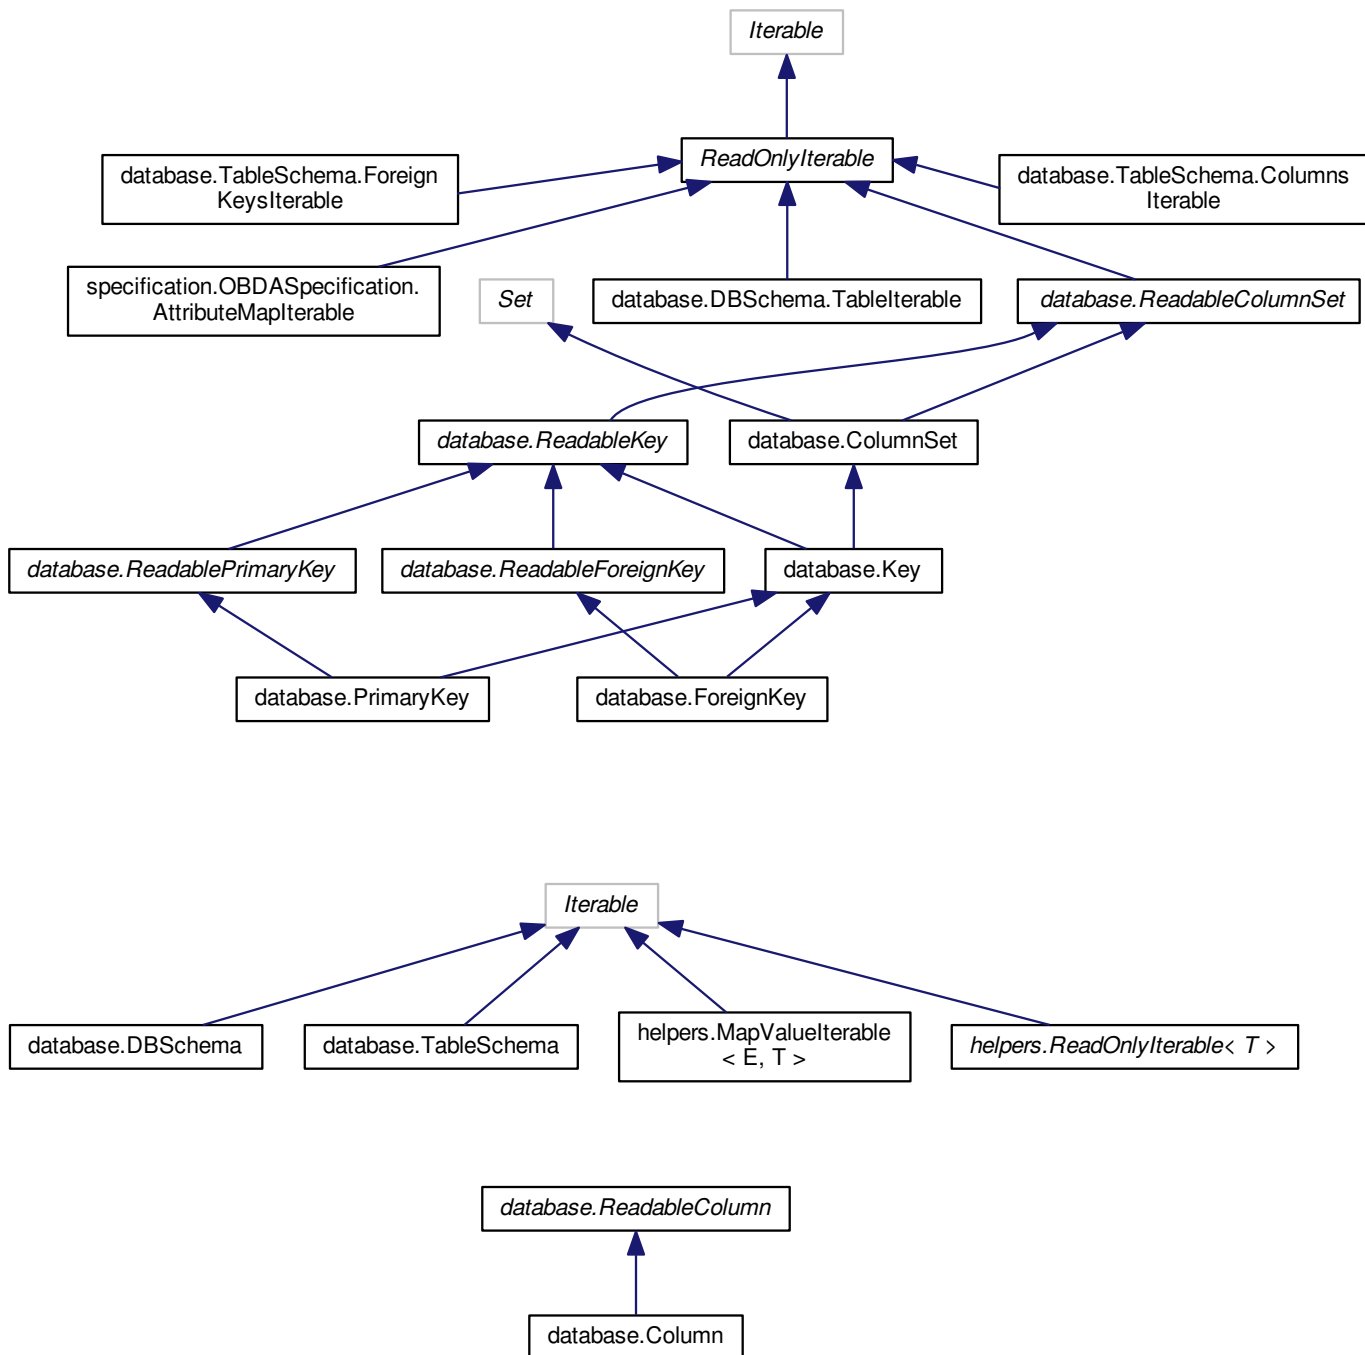 Iterable
ReadOnlyIterable
database.TableSchema.Foreign
KeysIterable
database.TableSchema.Columns
Iterable
specification.OBDASpecification.
AttributeMapIterable
Set
database.DBSchema.TableIterable
database.ReadableColumnSet
database.ReadableKey
database.ColumnSet
database.ReadablePrimaryKey
database.ReadableForeignKey
database.Key
database.PrimaryKey
database.ForeignKey
Iterable
database.DBSchema
database.TableSchema
helpers.MapValueIterable
< E, T >
helpers.ReadOnlyIterable< T >
database.ReadableColumn
database.Column